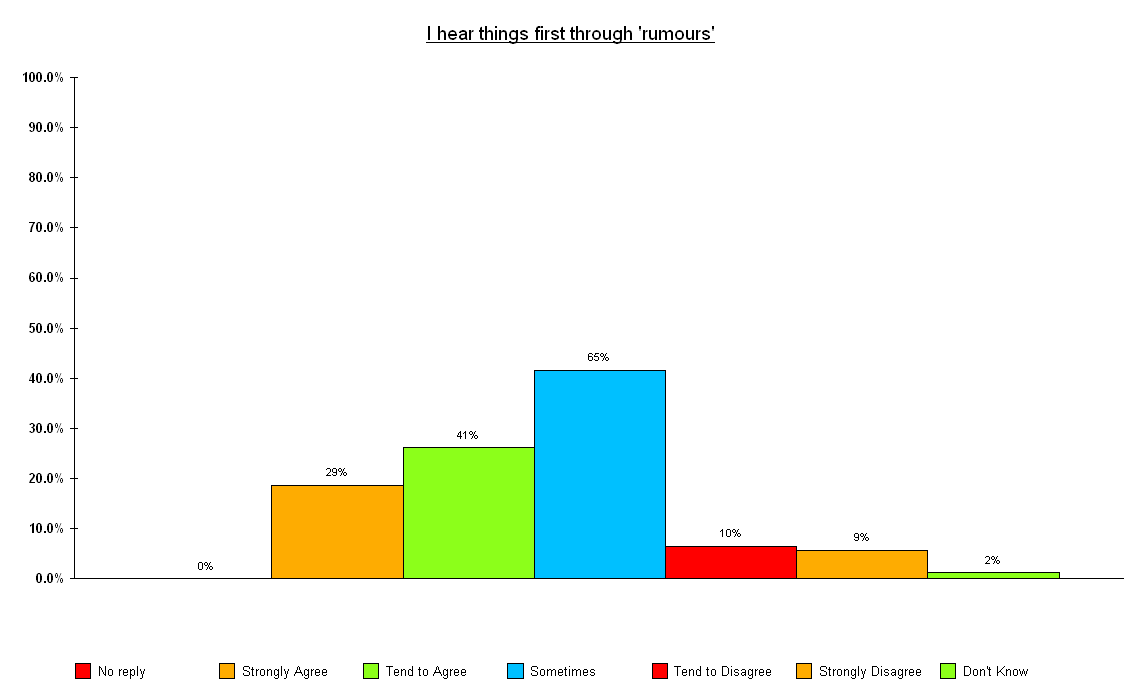 I hear things first through 'rumours'
100.0%
90.0%
80.0%
70.0%
60.0%
50.0%
40.0%
30.0%
20.0%
10.0%
0.0%
0%
29%
41%
65%
10%
9%
2%
No reply
Strongly Agree
Tend to Agree
Sometimes
Tend to Disagree
Strongly Disagree
Don't Know